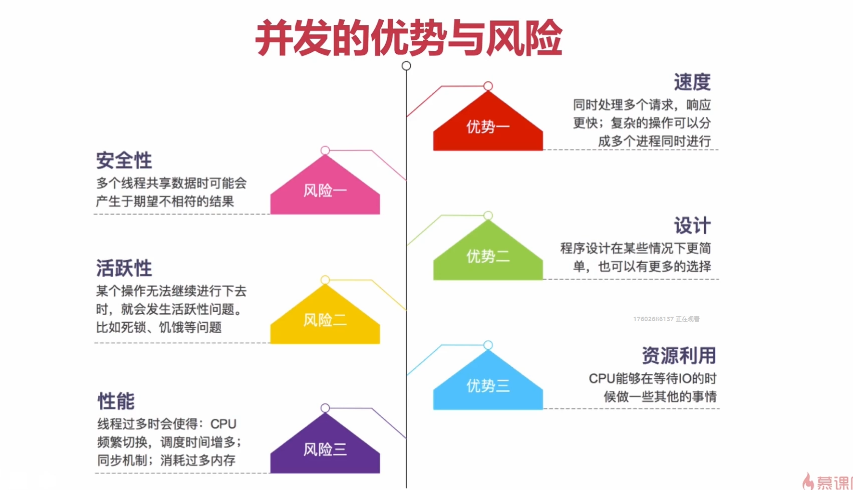 并发的优势与风险
速度
同时处理多个请求，响应
更快；复杂的操作可以分
成多个进程同时进行
优势一
安全性
多个线程共享数据时可能会
产生于期望不相符的结果
风险一
设计
程序设计在某些情况下更简
单，也可以有更多的选择
优势二
活跃性
某个操作无法继续进行下去
时，就会发生活跃性问题。
比如死锁、饥饿等问题
风险二
资源利用
CPU能够在等待IO的时
候做一些其他的事情
优势三
性能
线程过多时会使得：CPU
频繁切换，调度时间增多；
同步机制；消耗过多内存
风险三
正在观看
慕课